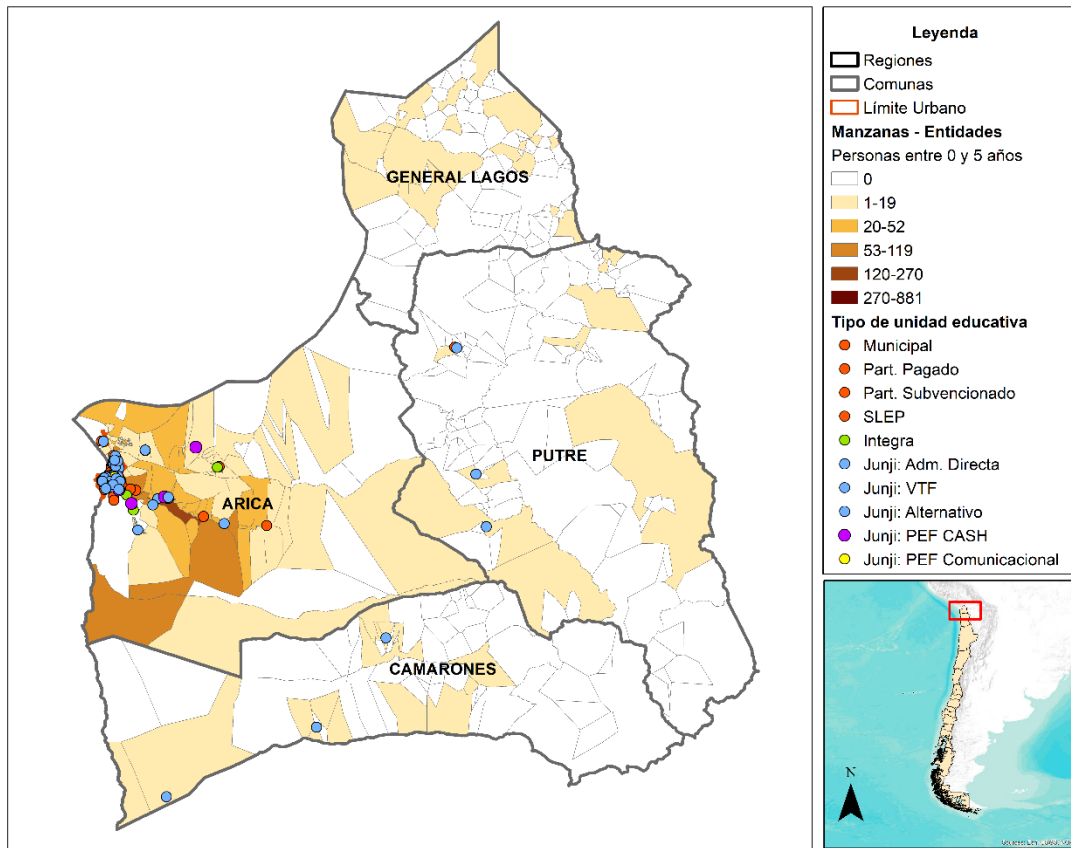 GENERAL LAGOS
PUTRE
ARICA
CAMARONES
Leyenda
Regiones
Comunas
Límite Urbano
Manzanas - Entidades
Personas entre 0 y 5 años
0
1-19
20-52
53-119
120-270
270-881
Tipo de unidad educativa
Municipal
Part. Pagado
Part. Subvencionado
SLEP
Integra
Junji: Adm. Directa
Junji: VTF
Junji: Alternativo
Junji: PEF CASH
Junji: PEF Comunicacional
N